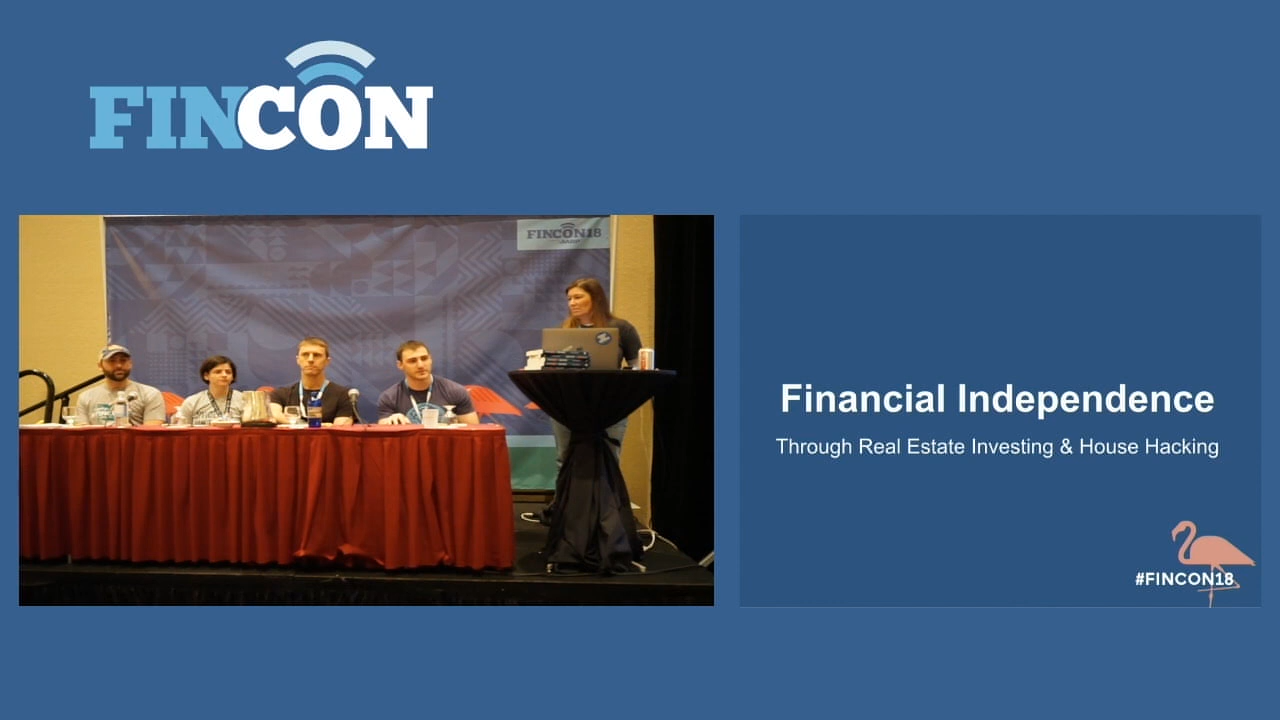 FINCON
FINCON18
Financial Independence
Through Real Estate Investing & House Hacking
#FINCON18